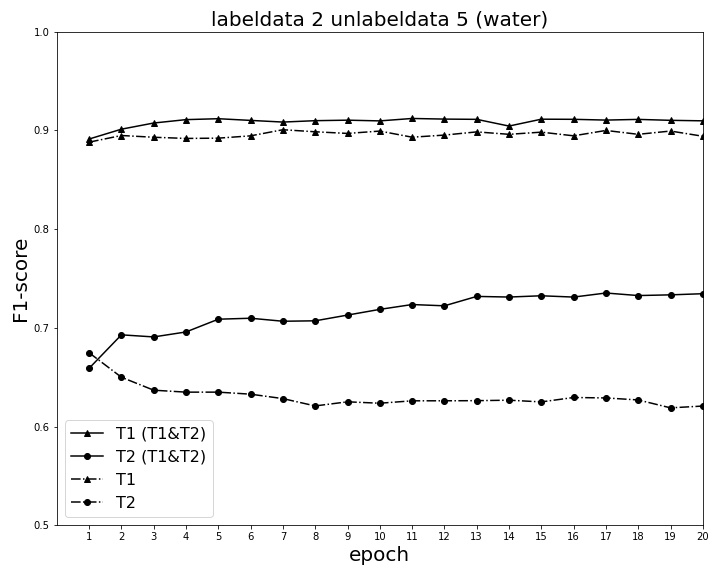 labeldata 2 unlabeldata 5 (water)
1.0
0.9
0.8
0.7
0.6
0.5
F1-score
T1 (T1&T2)
T2 (T1&T2)
T1
T2
1 2 3 4 5 6 7 8 9 10 11 12 13 14 15 16 17 18 19 20
epoch